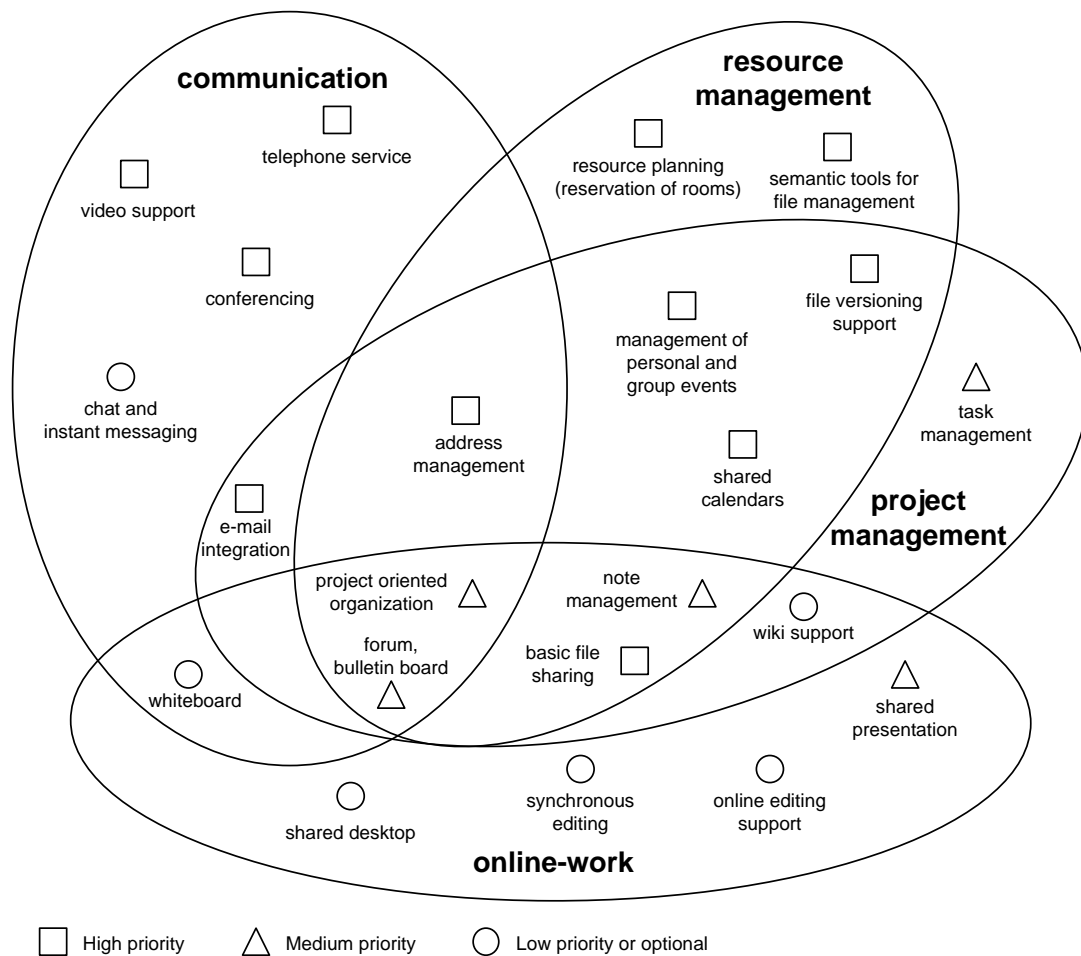 communication
resource
management
telephone service
video support
resource planning
(reservation of rooms)
semantic tools for
file management
conferencing
file versioning
support
management of
personal and
group events
chat and
instant messaging
task
management
address
management
shared
calendars
project
management
e-mail
integration
project oriented
organization
note
management
wiki support
forum,
bulletin board
basic file
sharing
whiteboard
shared
presentation
shared desktop
synchronous
editing
online editing
support
online-work
High priority
Medium priority
Low priority or optional